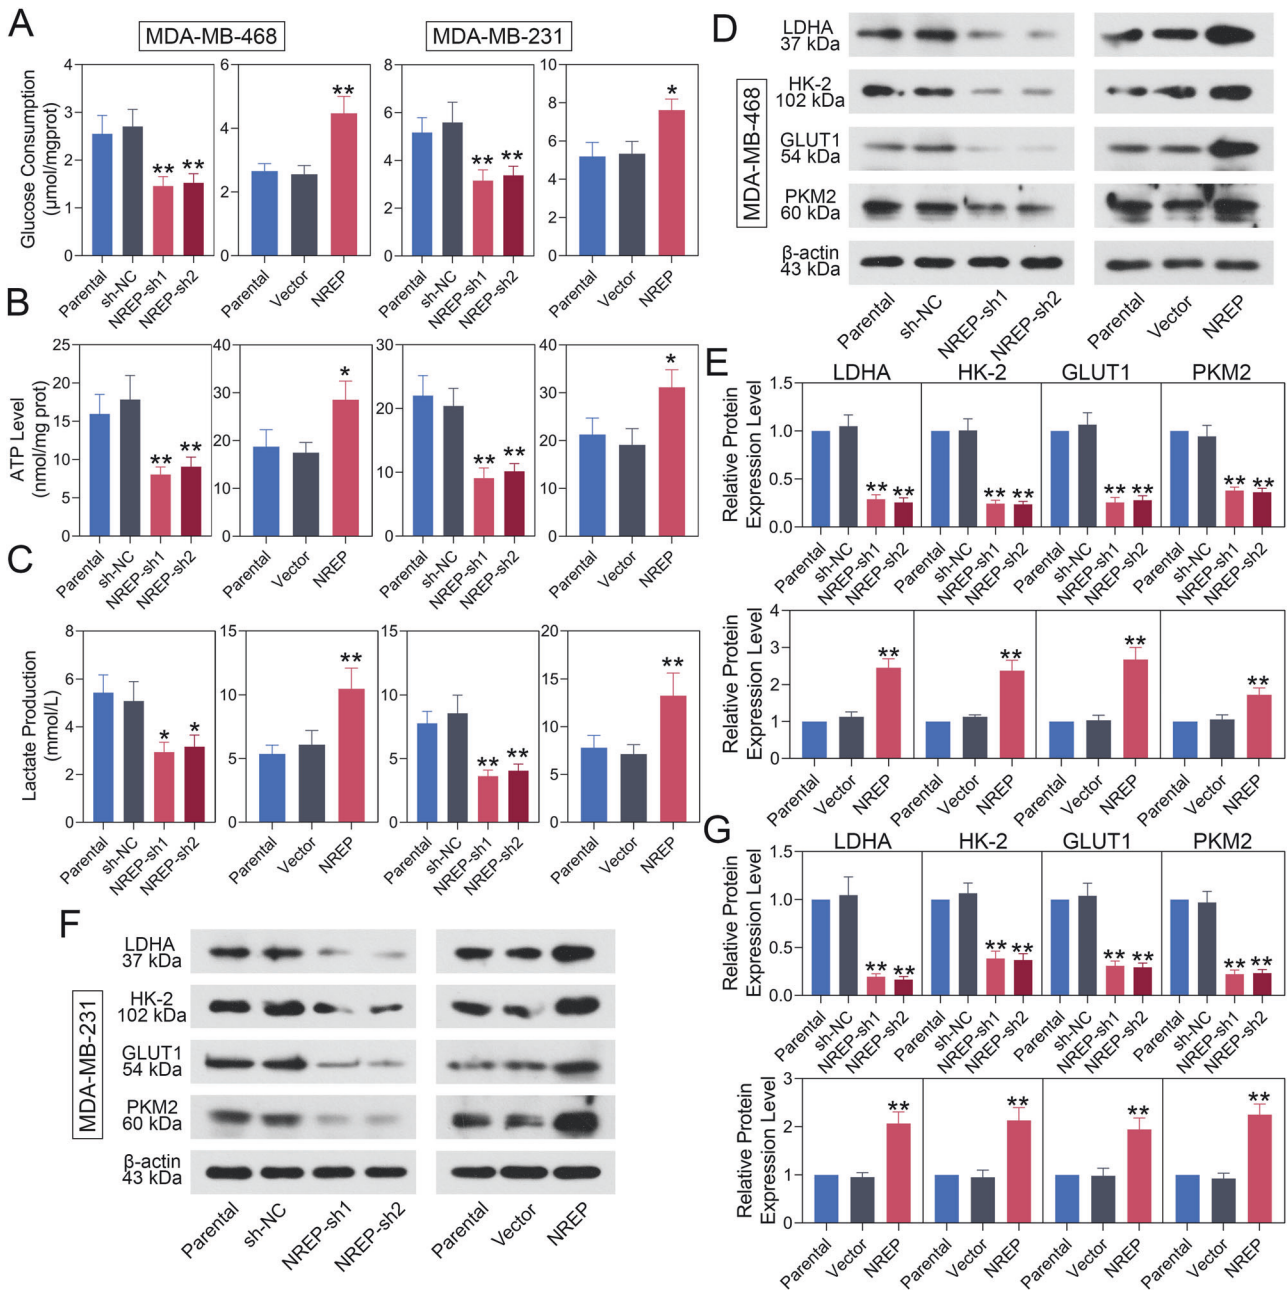 A
MDA-MB-468
MDA-MB-231
Glucose Consumption
(μmol/mgprot)
4
3
2
1
0
6
4
2
0
8
6
4
2
0
10
8
6
4
2
0
** **
**
** **
*
Parental
sh-NC
NREP-sh1
NREP-sh2
Parental
Vector
NREP
Parental
sh-NC
NREP-sh1
NREP-sh2
Parental
Vector
NREP
B
ATP Level
(nmol/mg prot)
25
20
15
10
5
0
40
30
20
10
0
30
20
10
0
40
30
20
10
0
** **
*
** **
*
Parental
sh-NC
NREP-sh1
NREP-sh2
Parental
Vector
NREP
Parental
sh-NC
NREP-sh1
NREP-sh2
Parental
Vector
NREP
C
Lactate Production
(mmol/L)
8
6
4
2
0
15
10
5
0
15
10
5
0
20
15
10
5
0
* *
**
** **
**
Parental
sh-NC
NREP-sh1
NREP-sh2
Parental
Vector
NREP
Parental
sh-NC
NREP-sh1
NREP-sh2
Parental
Vector
NREP
D
MDA-MB-468
LDHA
37 kDa
HK-2
102 kDa
GLUT1
54 kDa
PKM2
60 kDa
β-actin
43 kDa
Parental
sh-NC
NREP-sh1
NREP-sh2
Parental
Vector
NREP
E
LDHA HK-2 GLUT1 PKM2
Relative Protein
Expression Level
1.5
1.0
0.5
0.0
** ** ** ** ** ** ** **
Parental
sh-NC
NREP-sh1
NREP-sh2
Parental
sh-NC
NREP-sh1
NREP-sh2
Parental
sh-NC
NREP-sh1
NREP-sh2
Parental
sh-NC
NREP-sh1
NREP-sh2
Relative Protein
Expression Level
4
3
2
1
0
** ** ** **
Parental
Vector
NREP
Parental
Vector
NREP
Parental
Vector
NREP
Parental
Vector
NREP
F
MDA-MB-231
LDHA
37 kDa
HK-2
102 kDa
GLUT1
54 kDa
PKM2
60 kDa
β-actin
43 kDa
Parental
sh-NC
NREP-sh1
NREP-sh2
Parental
Vector
NREP
G
LDHA HK-2 GLUT1 PKM2
Relative Protein
Expression Level
1.5
1.0
0.5
0.0
** ** ** ** ** ** ** **
Parental
sh-NC
NREP-sh1
NREP-sh2
Parental
sh-NC
NREP-sh1
NREP-sh2
Parental
sh-NC
NREP-sh1
NREP-sh2
Parental
sh-NC
NREP-sh1
NREP-sh2
Relative Protein
Expression Level
3
2
1
0
** ** ** **
Parental
Vector
NREP
Parental
Vector
NREP
Parental
Vector
NREP
Parental
Vector
NREP